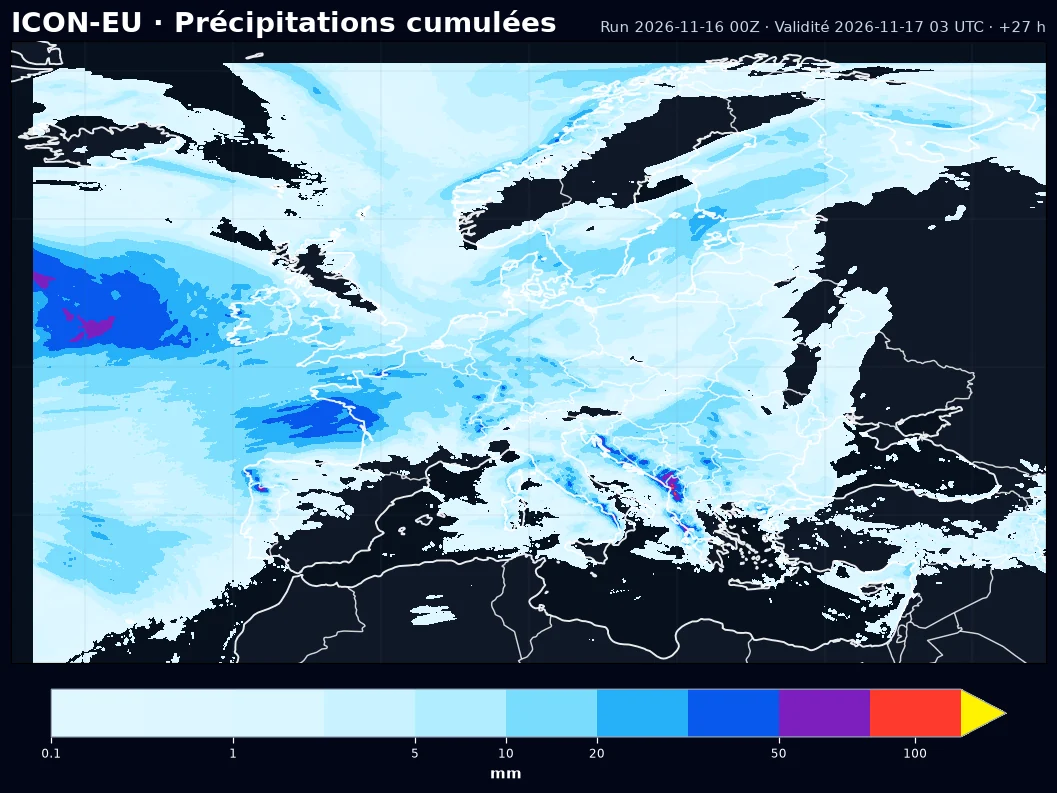 ICON-EU · Précipitations cumulées
Run 2026-11-16 00Z · Validité 2026-11-17 03 UTC · +27 h
0.1 1 5 10 20 50 100
mm